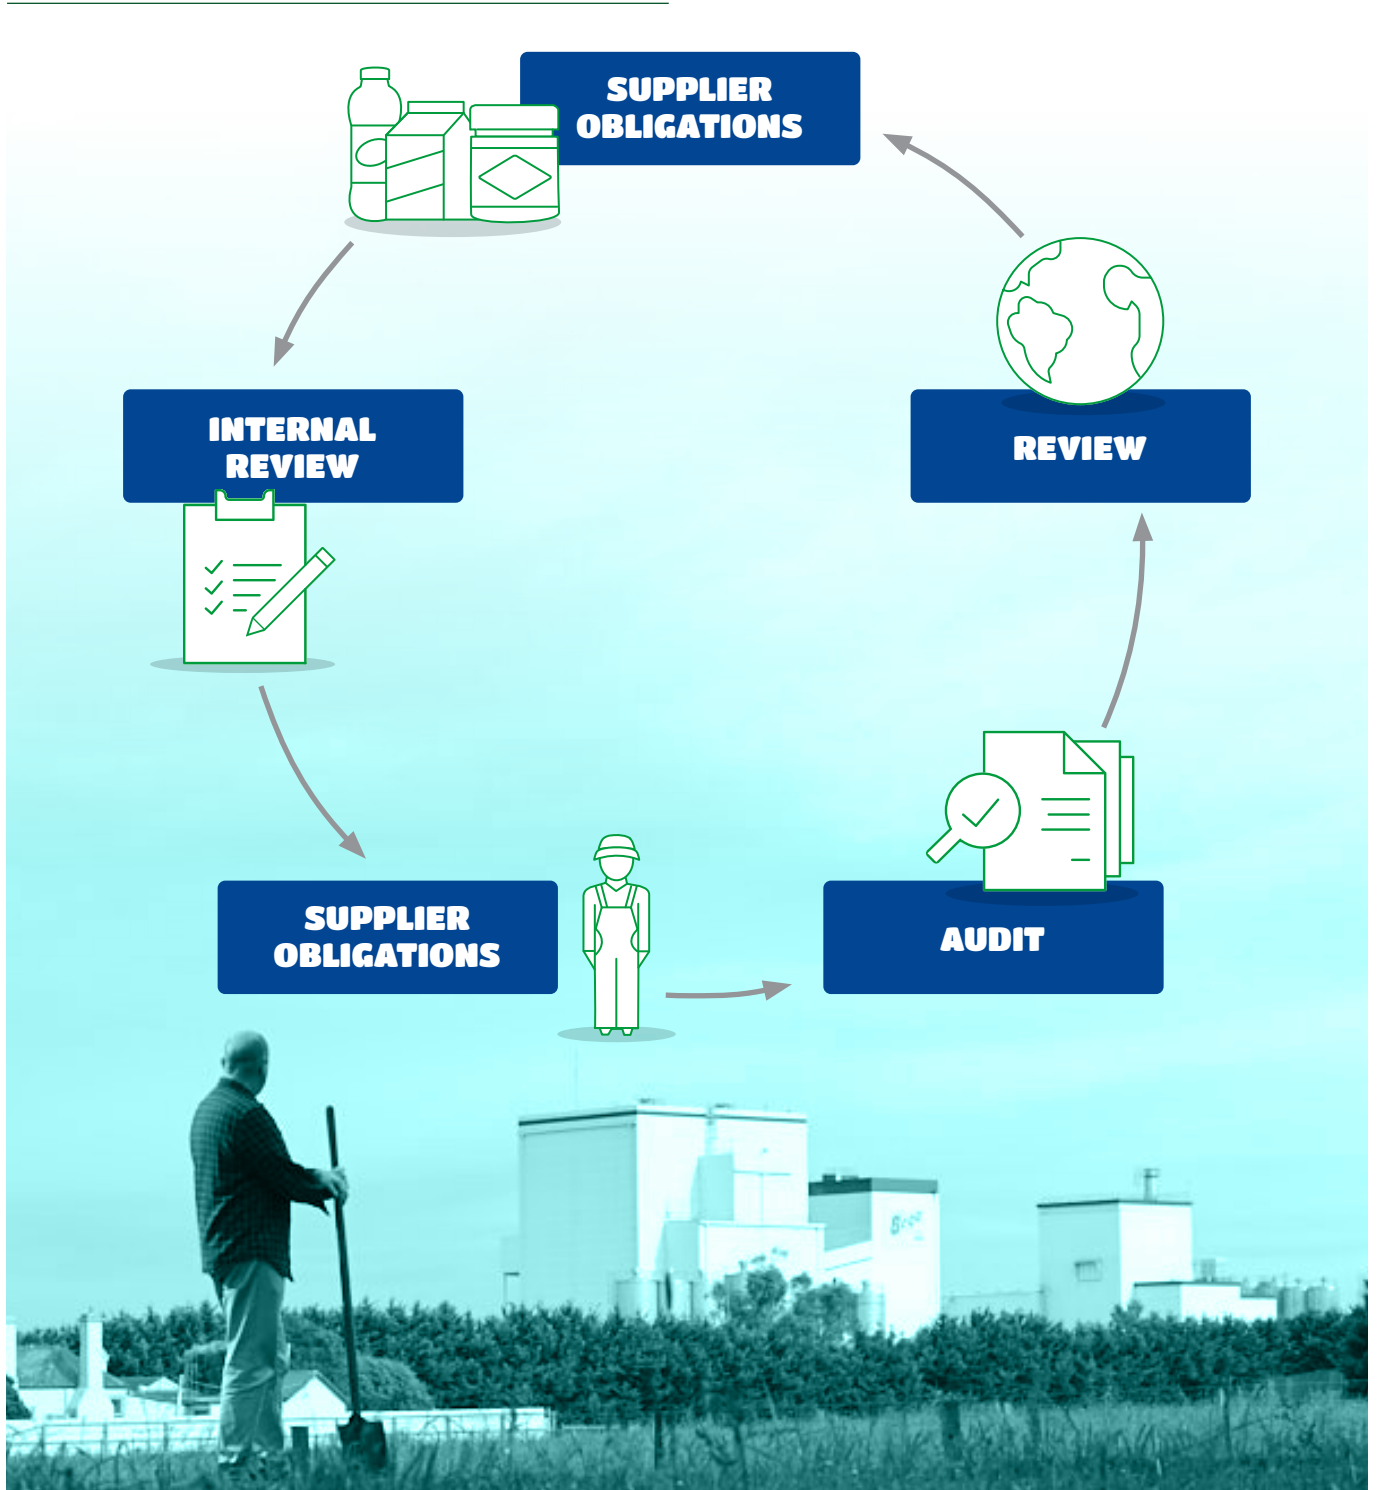 SUPPLIER
OBLIGATIONS
INTERNAL
REVIEW
REVIEW
SUPPLIER
OBLIGATIONS
AUDIT